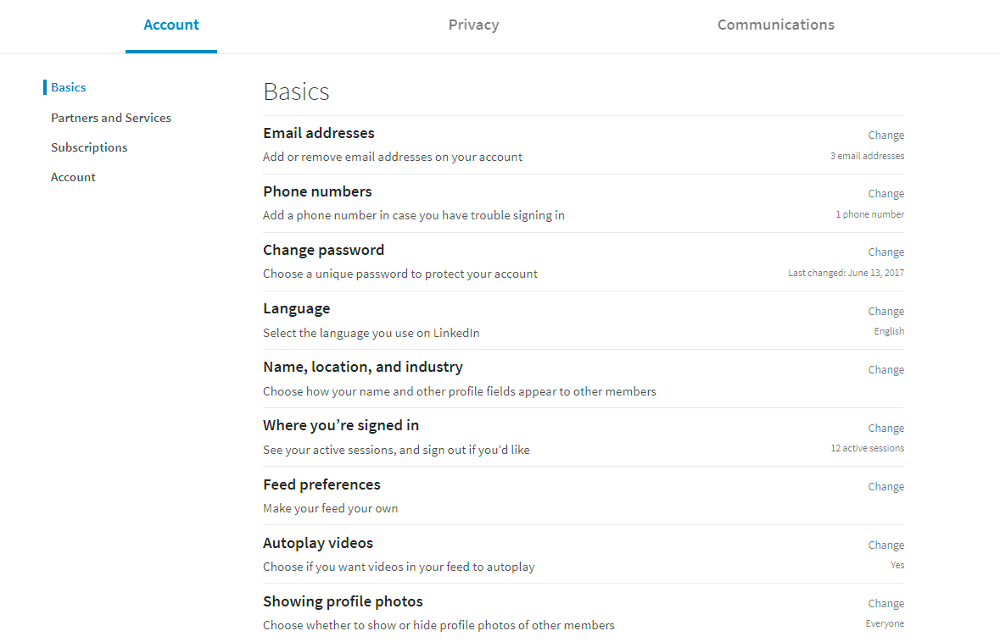 Account
Privacy
Communications
Basics
Partners and Services
Subscriptions
Account
Basics
Email addresses
Change
Add or remove email addresses on your account
3 email addresses
Phone numbers
Change
Add a phone number in case you have trouble signing in
1 phone number
Change password
Change
Choose a unique password to protect your account
Last changed: June 13, 2017
Language
Change
Select the language you use on LinkedIn
English
Name, location, and industry
Change
Choose how your name and other profile fields appear to other members
Where you’re signed in
Change
See your active sessions, and sign out if you’d like
12 active sessions
Feed preferences
Change
Make your feed your own
Autoplay videos
Change
Choose if you want videos in your feed to autoplay
Yes
Showing profile photos
Change
Choose whether to show or hide profile photos of other members
Everyone